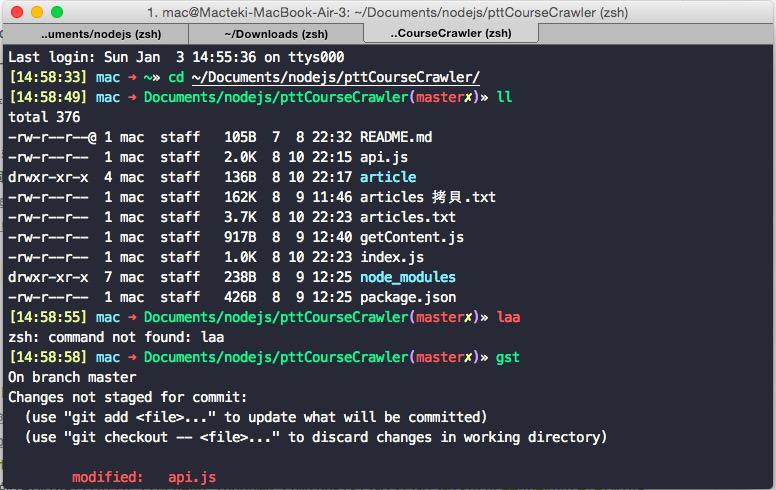 1. mac@Macteki-MacBook-Air-3: ~/Documents/nodejs/pttCourseCrawler (zsh)
..uments/nodejs (zsh) ~/Downloads (zsh) ..CourseCrawler (zsh)
Last login: Sun Jan  3 14:55:36 on ttys000
[14:58:33] mac → ~» cd ~/Documents/nodejs/pttCourseCrawler/
[14:58:49] mac → Documents/nodejs/pttCourseCrawler(master✗)» ll
total 376
-rw-r--r--@ 1 mac  staff   105B  7  8 22:32 README.md
-rw-r--r--  1 mac  staff   2.0K  8 10 22:15 api.js
drwxr-xr-x  4 mac  staff   136B  8 10 22:17 article
-rw-r--r--  1 mac  staff   162K  8  9 11:46 articles 拷貝.txt
-rw-r--r--  1 mac  staff   3.7K  8 10 22:23 articles.txt
-rw-r--r--  1 mac  staff   917B  8  9 12:40 getContent.js
-rw-r--r--  1 mac  staff   1.0K  8 10 22:23 index.js
drwxr-xr-x  7 mac  staff   238B  8  9 12:25 node_modules
-rw-r--r--  1 mac  staff   426B  8  9 12:25 package.json
[14:58:55] mac → Documents/nodejs/pttCourseCrawler(master✗)» laa
zsh: command not found: laa
[14:58:58] mac → Documents/nodejs/pttCourseCrawler(master✗)» gst
On branch master
Changes not staged for commit:
  (use "git add <file>..." to update what will be committed)
  (use "git checkout -- <file>..." to discard changes in working directory)
        modified:   api.js